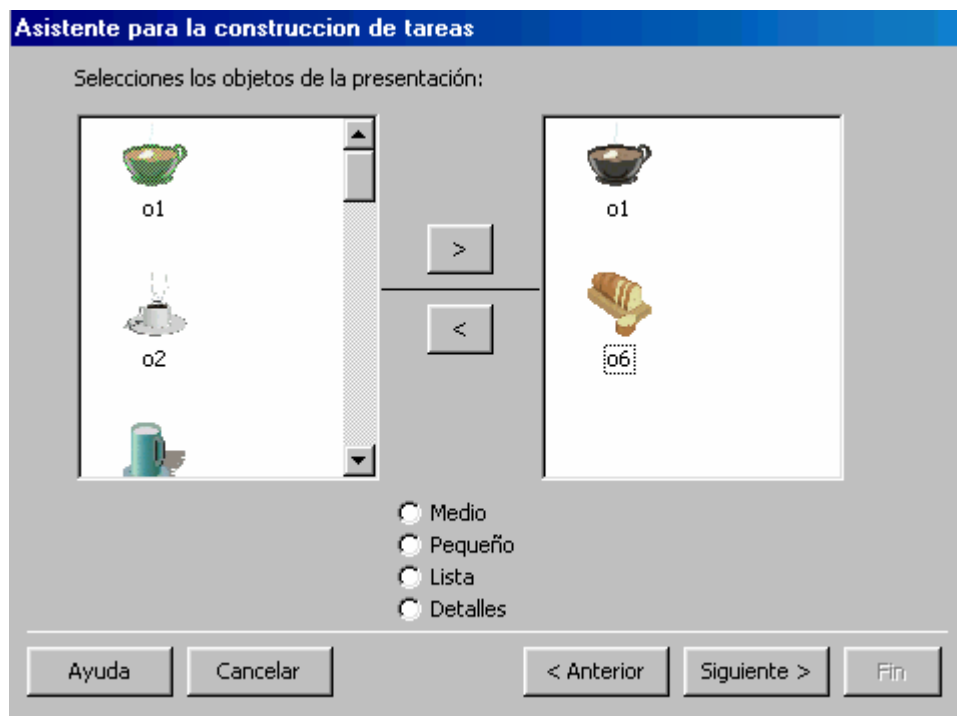 Asistente para la construccion de tareas
Selecciones los objetos de la presentación:
o1
o2
>
<
o1
o6
Medio
Pequeño
Lista
Detalles
Ayuda
Cancelar
< Anterior
Siguiente >
Fin